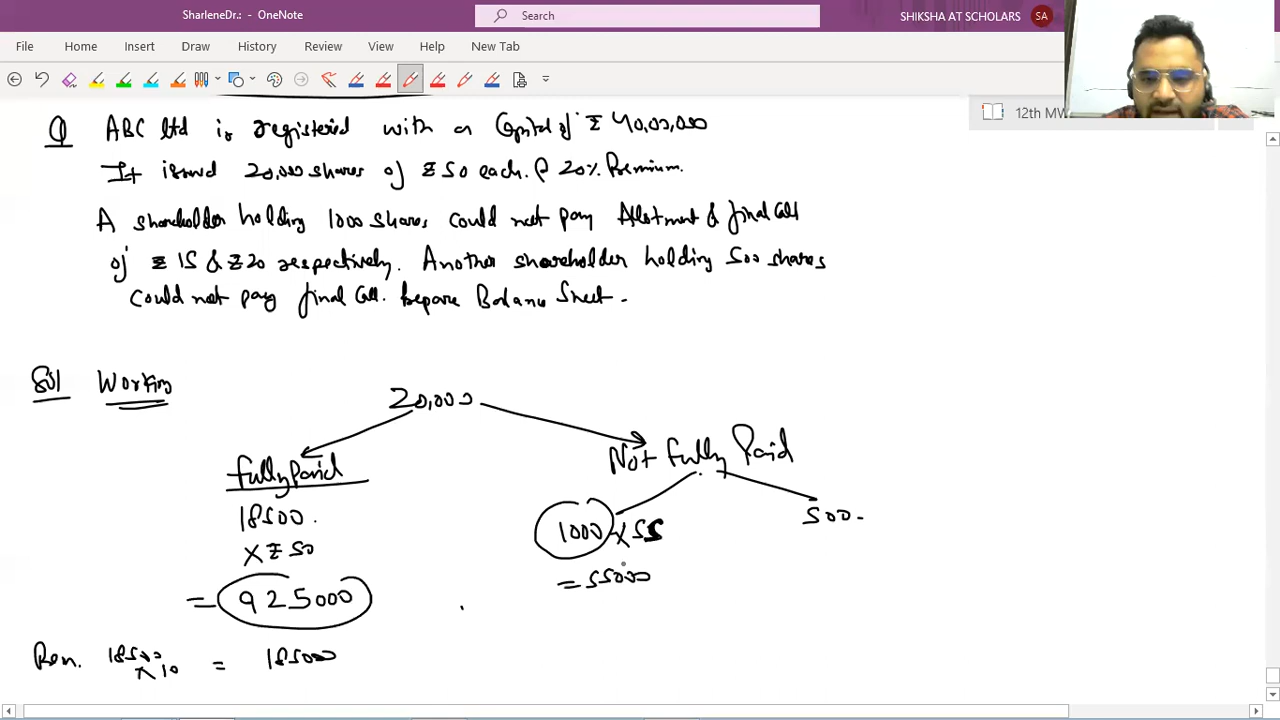 SharleneDr.: - OneNote
Search
SHIKSHA AT SCHOLARS
SA
File Home Insert Draw History Review View Help New Tab
12th MW
Q ABC ltd is registered with a Capital of ₹ 40,00,000
It issued 20,000 shares of ₹ 50 each @ 20% Premium.
A shareholder holding 1000 shares could not pay Allotment & final Call
of ₹ 15 & ₹ 20 respectively. Another shareholder holding 500 shares
could not pay final Call. Prepare Balance Sheet.
Sol Working
20,000
fully paid Not Fully Paid
18500. 1000 x 55 500.
x ₹ 50 = 55000
= 925000
Pem. 18500 x 10 = 185000